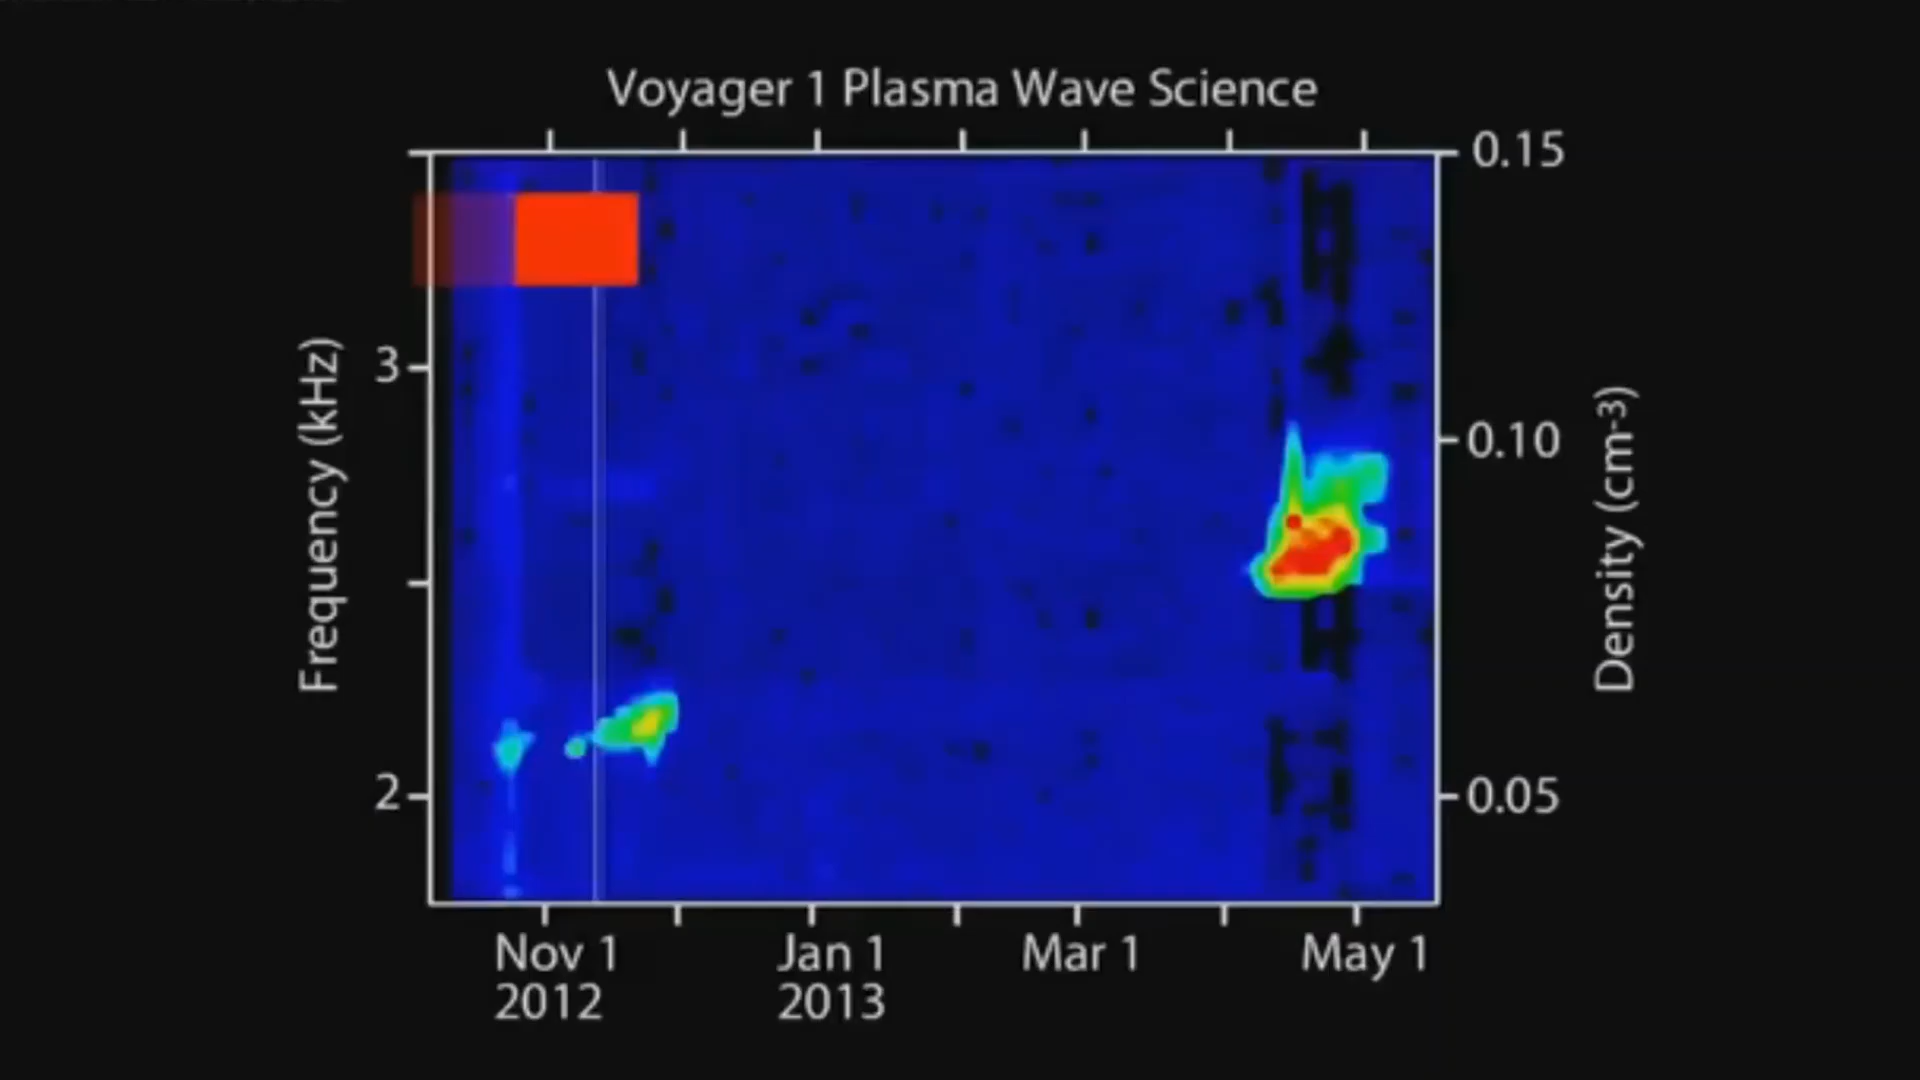 Voyager 1 Plasma Wave Science
0.15
3
0.10
Frequency (kHz)
Density (cm-3)
2
0.05
Nov 1
2012
Jan 1
2013
Mar 1
May 1